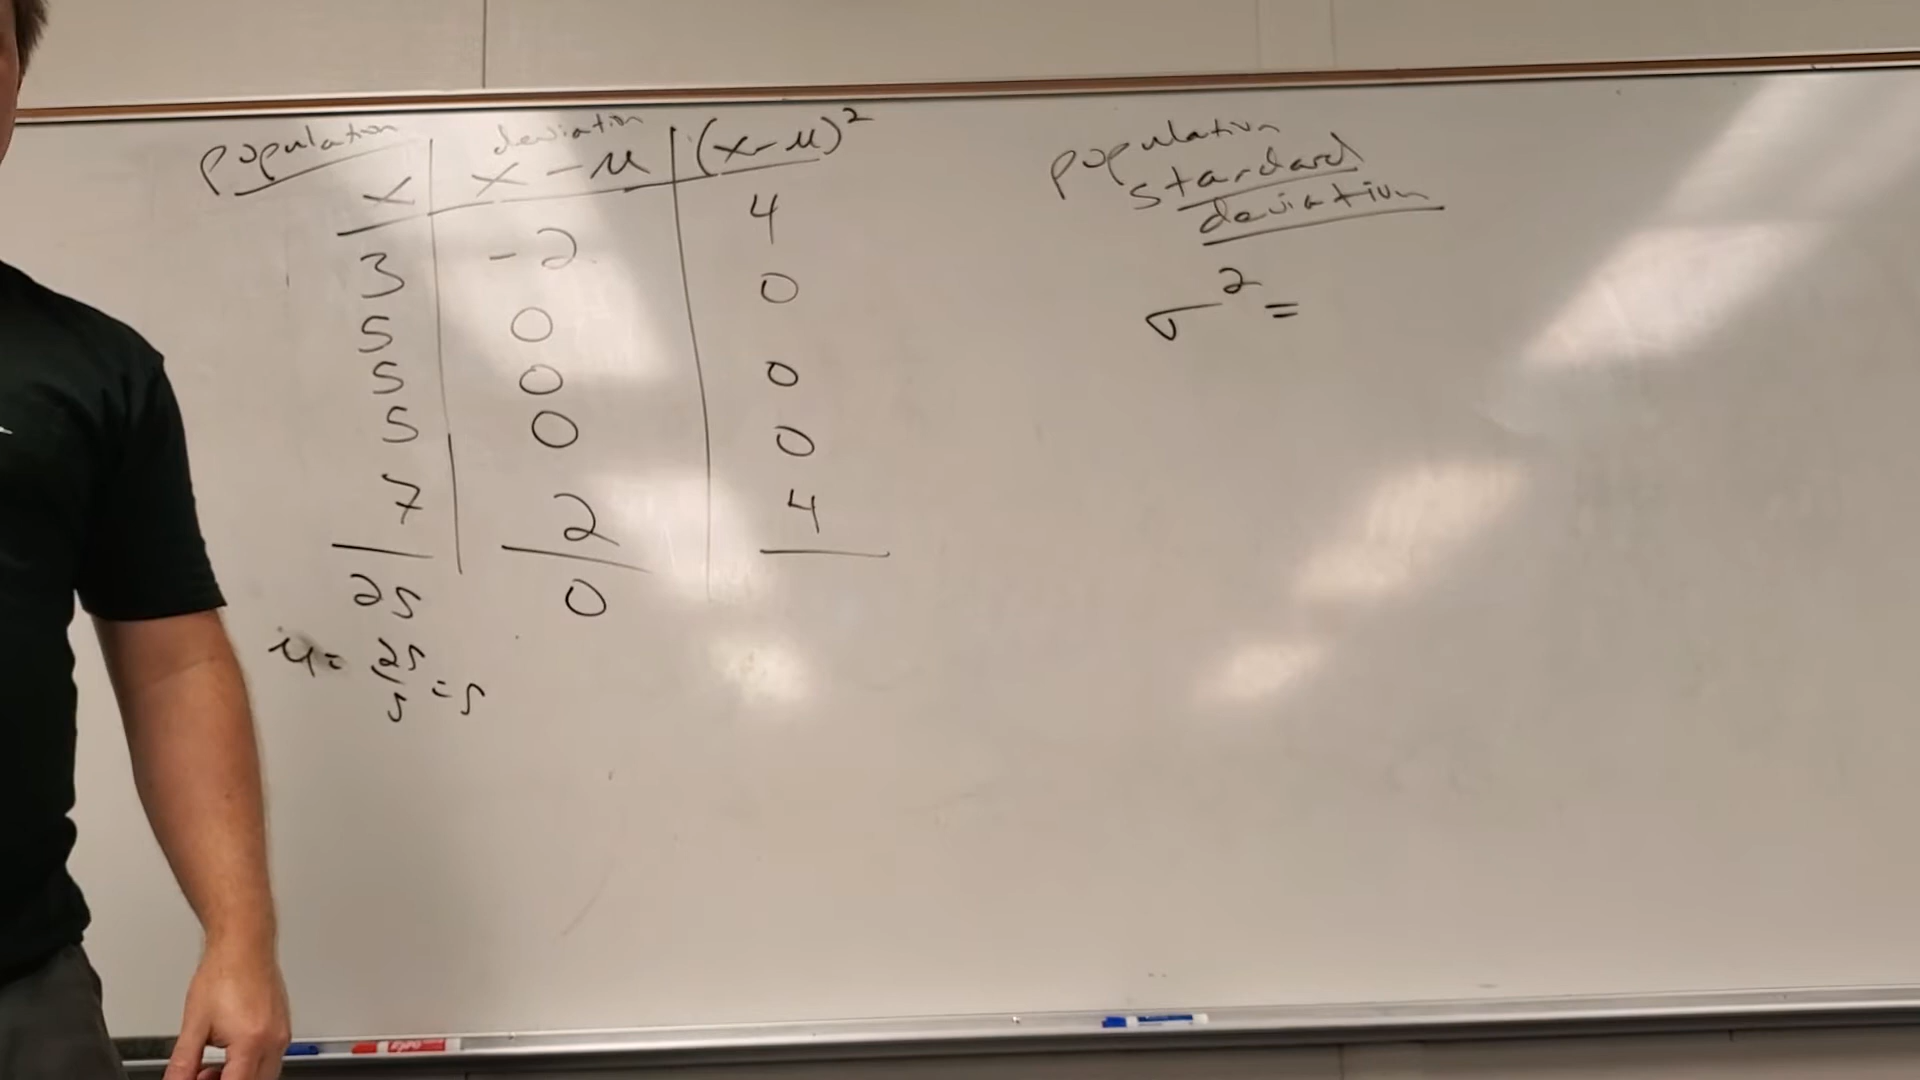 population deviation (x-μ)²
x x-μ
3 -2 4
5 0 0
5 0 0
5 0 0
7 2 4
25 0
μ= 25/5 =5
population
standard
deviation
σ² =